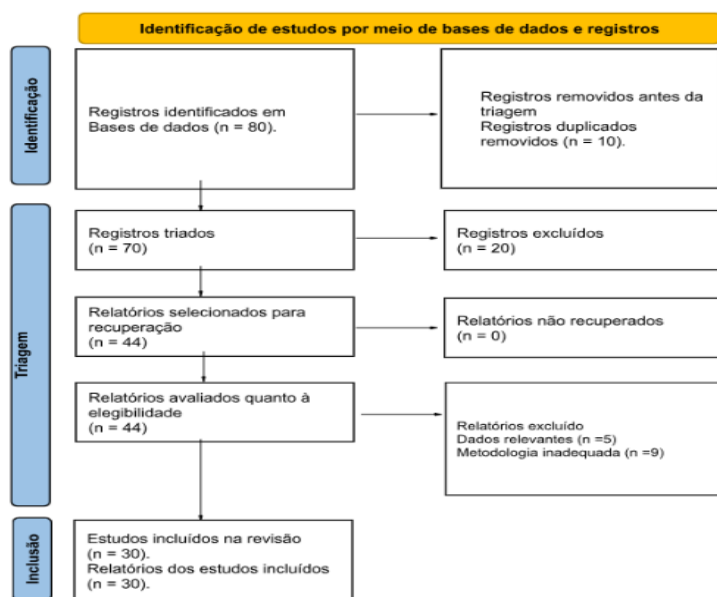 Identificação de estudos por meio de bases de dados e registros
Identificação
Registros identificados em
Bases de dados (n = 80).
Registros removidos antes da
triagem
Registros duplicados
removidos (n = 10).
Triagem
Registros triados
(n = 70)
Registros excluídos
(n = 20)
Relatórios selecionados para
recuperação
(n = 44)
Relatórios não recuperados
(n = 0)
Relatórios avaliados quanto à
elegibilidade
(n = 44)
Relatórios excluído
Dados relevantes (n =5)
Metodologia inadequada (n =9)
Inclusão
Estudos incluídos na revisão
(n = 30).
Relatórios dos estudos incluídos
(n = 30).